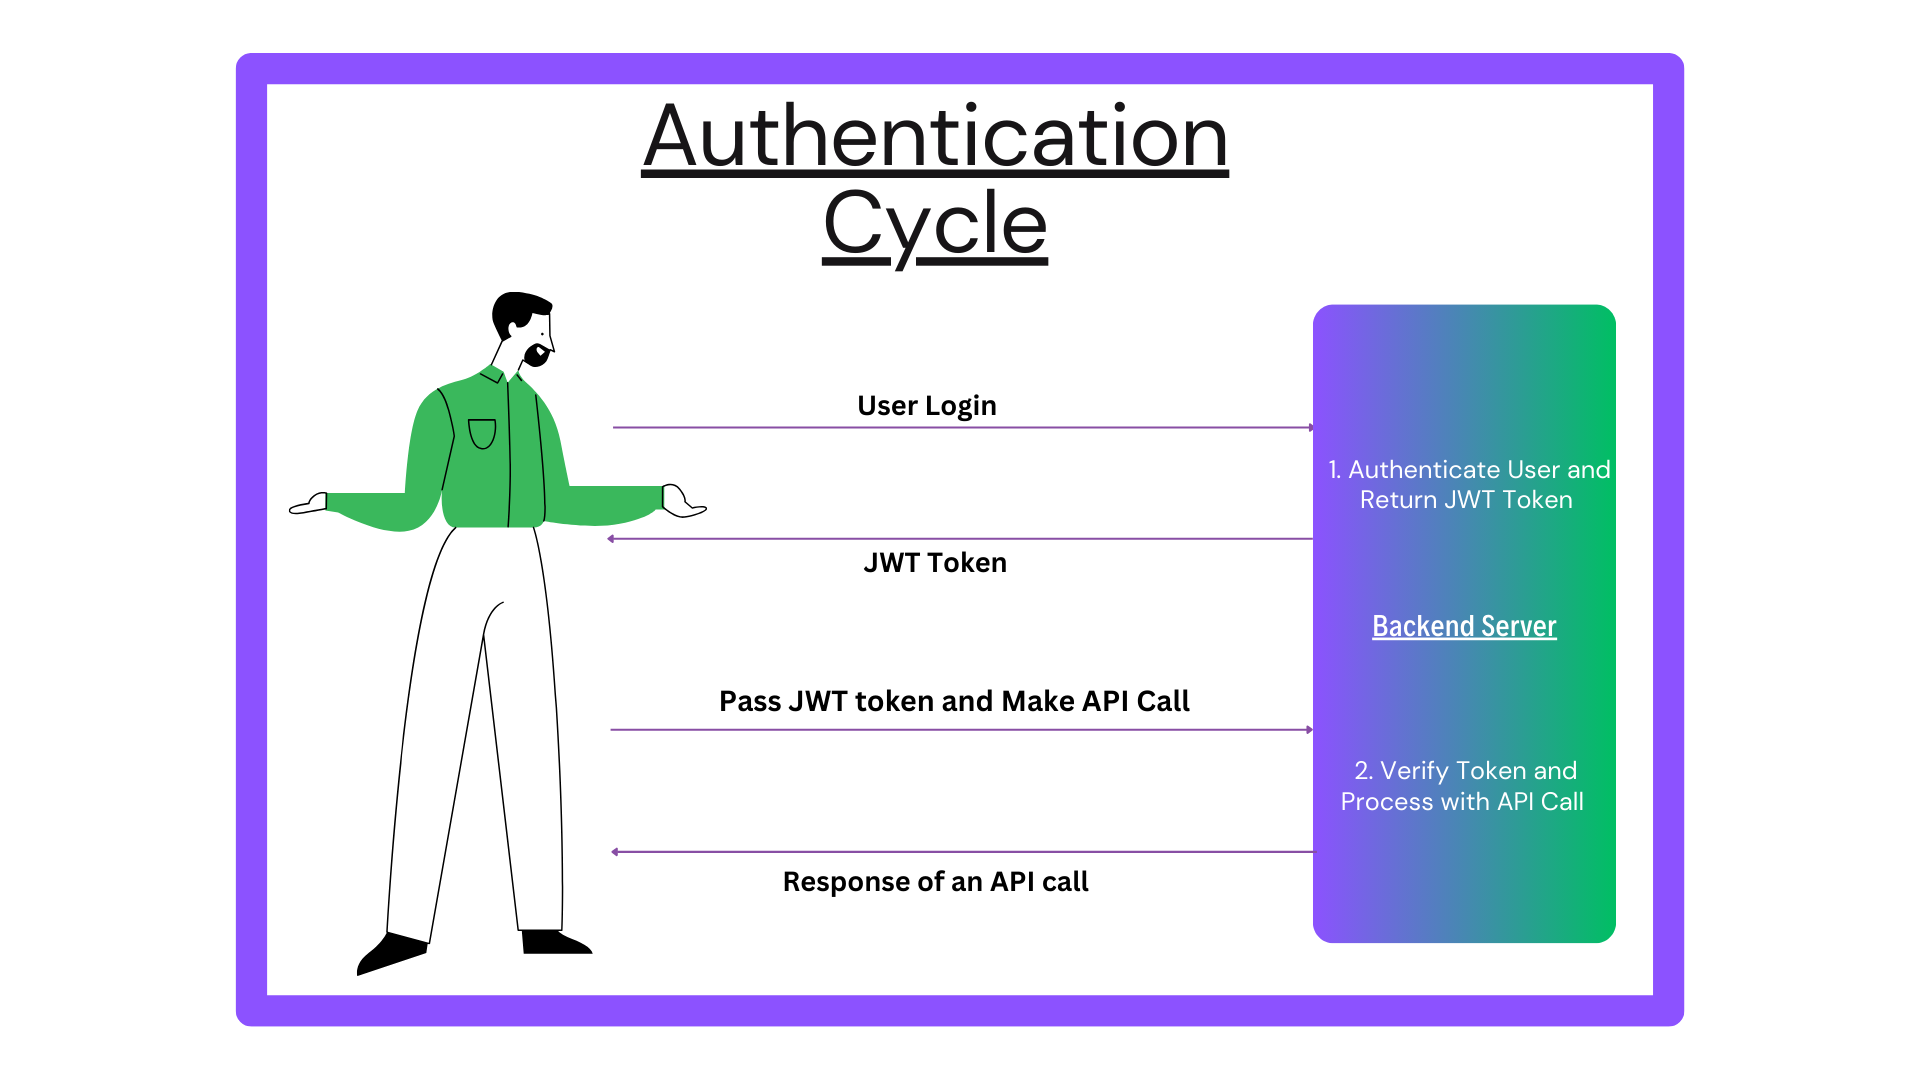 Authentication
Cycle
User Login
1. Authenticate User and
Return JWT Token
JWT Token
Backend Server
Pass JWT token and Make API Call
2. Verify Token and
Process with API Call
Response of an API call